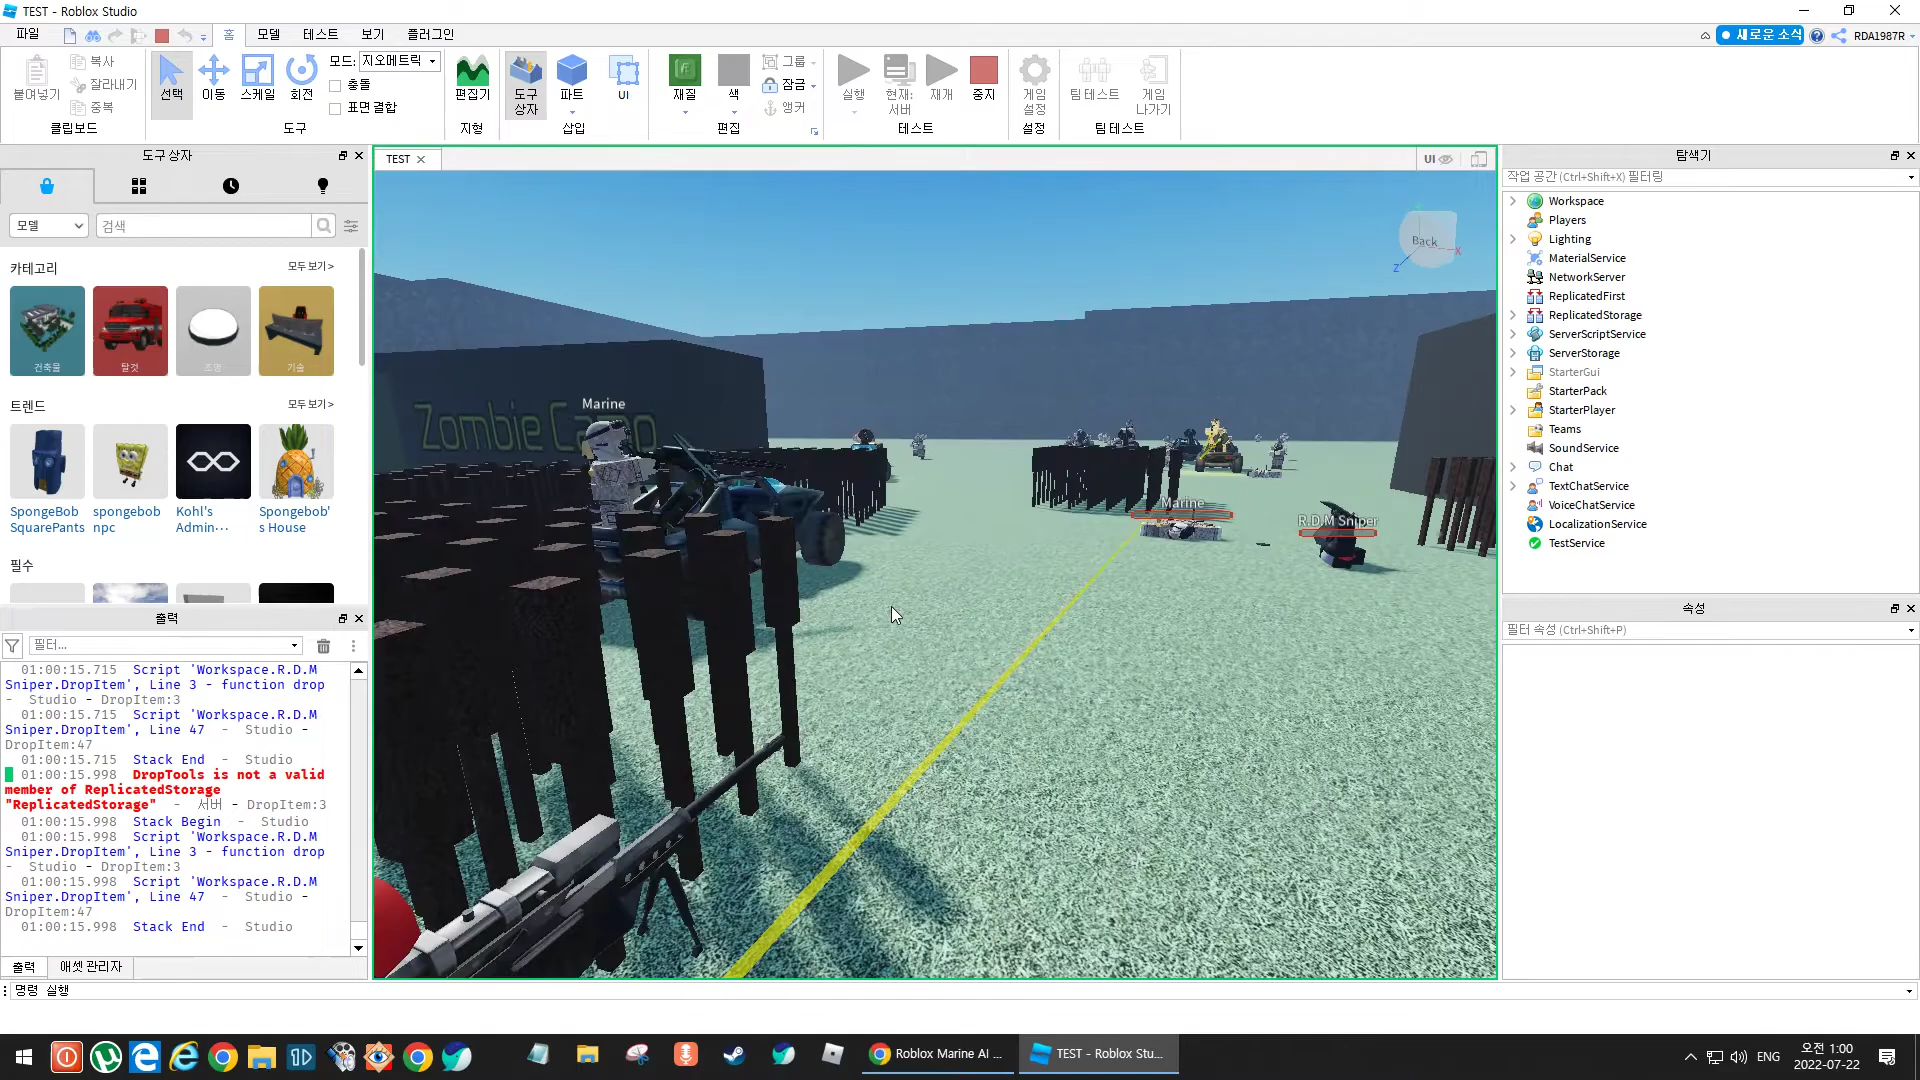 TEST - Roblox Studio
파일 홈 모델 테스트 보기 플러그인
새로운 소식 RDA1987R
붙여넣기
복사
잘라내기
중복
클립보드
선택 이동 스케일 회전
모드: 지오메트릭
충돌
표면 결합
도구
편집기
지형
도구
상자
파트
UI
삽입
재질 색
그룹
잠금
앵커
편집
실행
현재:
서버
재개 중지
테스트
게임
설정
설정
팀 테스트
게임
나가기
팀 테스트
도구 상자
모델 검색
카테고리 모두 보기 >
건축물 탈것 조명 기술
트렌드 모두 보기 >
SpongeBob
SquarePants
spongebob
npc
Kohl's
Admin···
Spongebob'
s House
필수
출력
필터...
01:00:15.715 Script 'Workspace.R.D.M
Sniper.DropItem', Line 3 - function drop
- Studio - DropItem:3
01:00:15.715 Script 'Workspace.R.D.M
Sniper.DropItem', Line 47 - Studio -
DropItem:47
01:00:15.715 Stack End - Studio
01:00:15.998 DropTools is not a valid
member of ReplicatedStorage
"ReplicatedStorage" - 서버 - DropItem:3
01:00:15.998 Stack Begin - Studio
01:00:15.998 Script 'Workspace.R.D.M
Sniper.DropItem', Line 3 - function drop
- Studio - DropItem:3
01:00:15.998 Script 'Workspace.R.D.M
Sniper.DropItem', Line 47 - Studio -
DropItem:47
01:00:15.998 Stack End - Studio
출력 애셋 관리자
명령 실행
TEST
UI
Back
X
Z
Zombie Camp
Marine
Marine
R.D.M Sniper
탐색기
작업 공간 (Ctrl+Shift+X) 필터링
Workspace
Players
Lighting
MaterialService
NetworkServer
ReplicatedFirst
ReplicatedStorage
ServerScriptService
ServerStorage
StarterGui
StarterPack
StarterPlayer
Teams
SoundService
Chat
TextChatService
VoiceChatService
LocalizationService
TestService
속성
필터 속성 (Ctrl+Shift+P)
Roblox Marine AI ...
TEST - Roblox Stu...
ENG
오전 1:00
2022-07-22